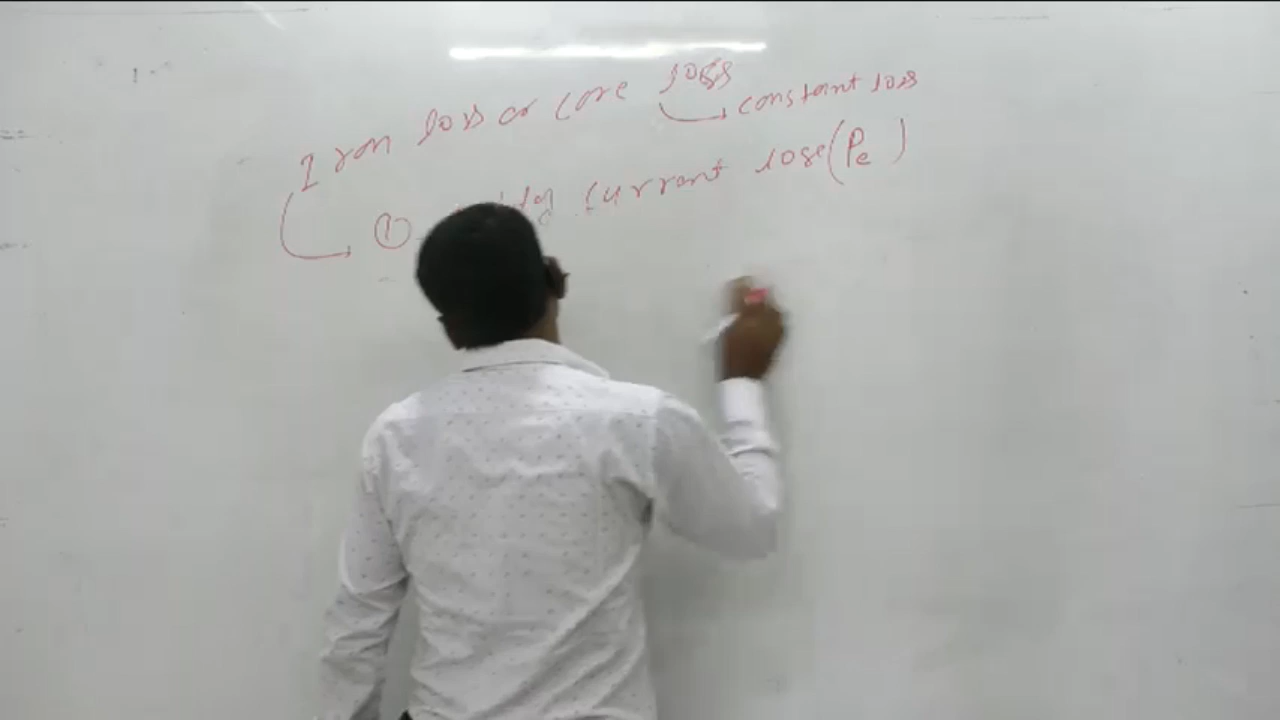 Iron loss or core loss → constant loss
① current lose (Pe)